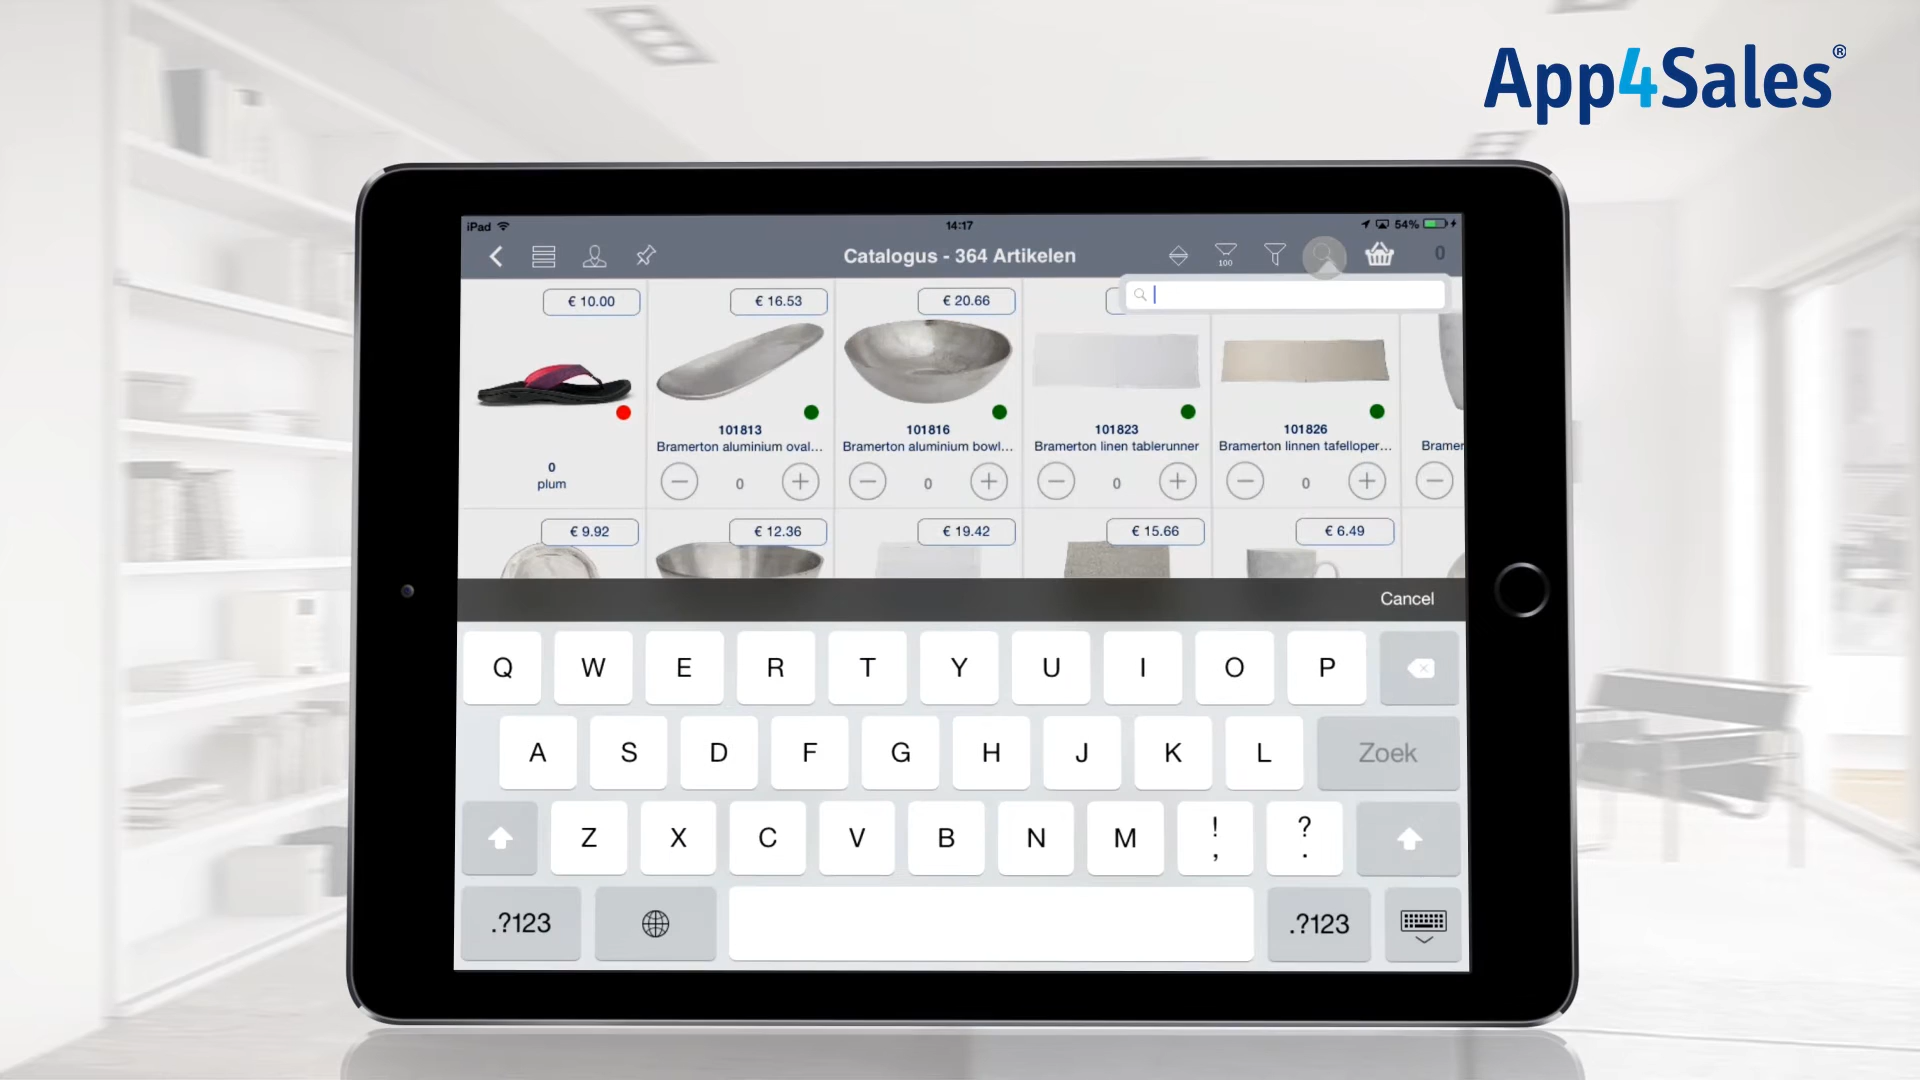 App4Sales®
iPad 14:17 54%
Catalogus - 364 Artikelen
100
0
€ 10.00 € 16.53 € 20.66
101813 101816 101823 101826
Bramerton aluminium oval... Bramerton aluminium bowl... Bramerton linen tablerunner Bramerton linnen tafelloper... Bramer
0
plum
0 0 0 0
€ 9.92 € 12.36 € 19.42 € 15.66 € 6.49
Cancel
Q W E R T Y U I O P
A S D F G H J K L Zoek
Z X C V B N M ! , ? .
.?123 .?123